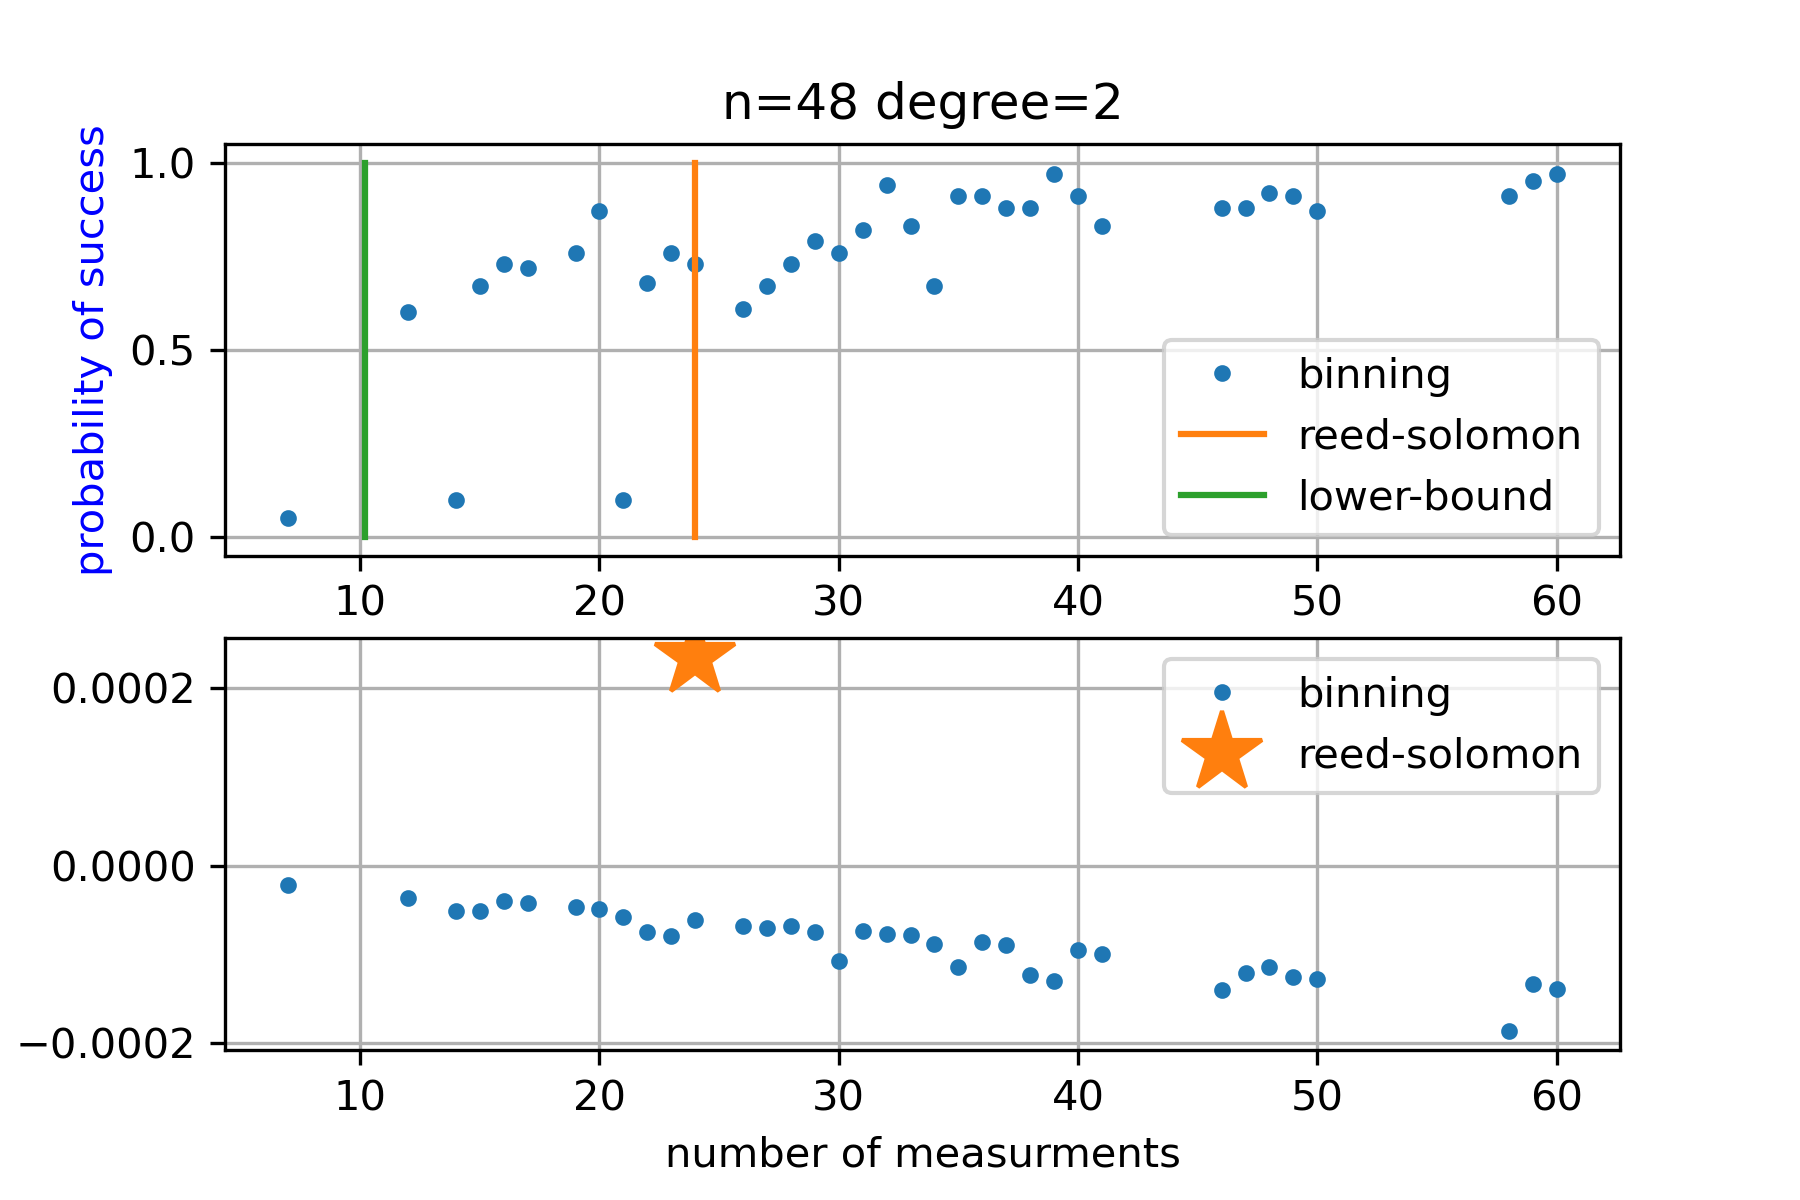 n=48 degree=2
probability of success
1.0
0.5
0.0
binning
reed-solomon
lower-bound
10 20 30 40 50 60
0.0002
0.0000
−0.0002
binning
reed-solomon
10 20 30 40 50 60
number of measurments